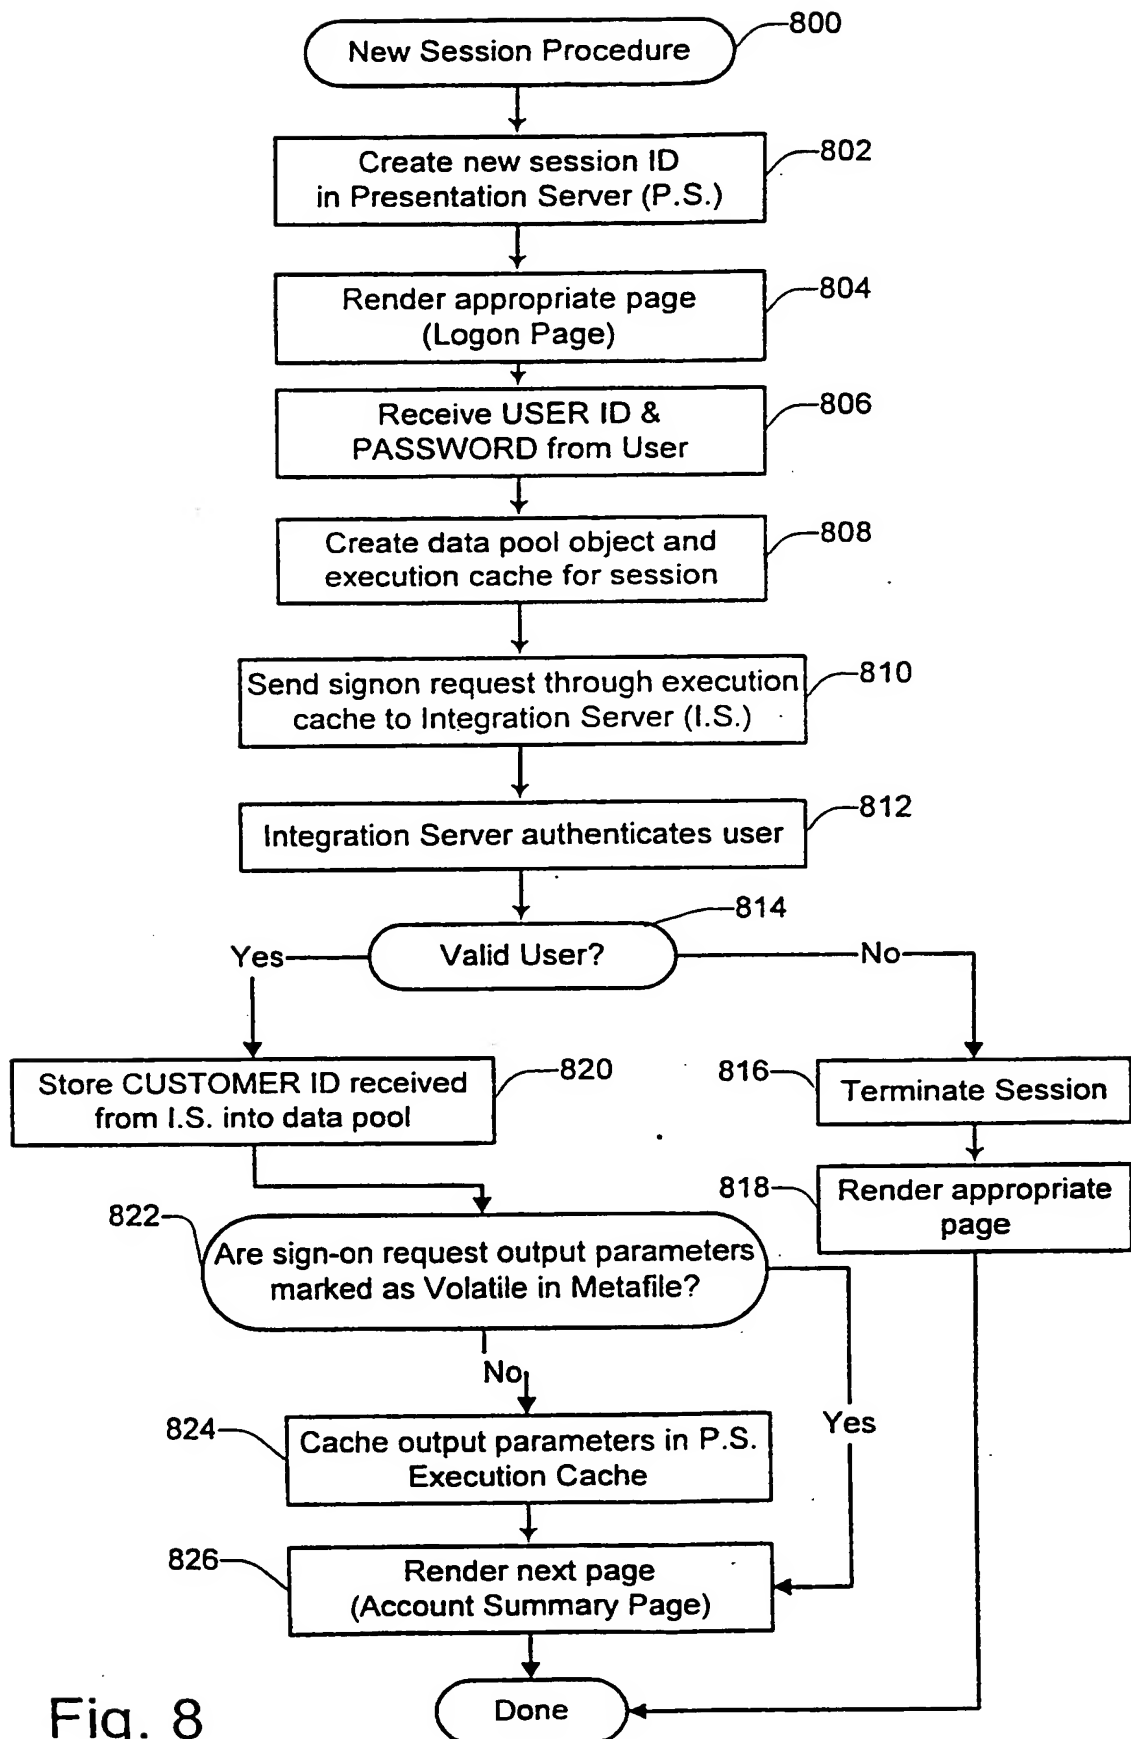 New Session Procedure
800
Create new session ID
in Presentation Server (P.S.)
802
Render appropriate page
(Logon Page)
804
Receive USER ID &
PASSWORD from User
806
Create data pool object and
execution cache for session
808
Send signon request through execution
cache to Integration Server (I.S.)
810
Integration Server authenticates user
812
Valid User?
814
Yes
No
Store CUSTOMER ID received
from I.S. into data pool
820
816
Terminate Session
818
Render appropriate
page
822
Are sign-on request output parameters
marked as Volatile in Metafile?
No
Yes
824
Cache output parameters in P.S.
Execution Cache
826
Render next page
(Account Summary Page)
Done
Fig. 8